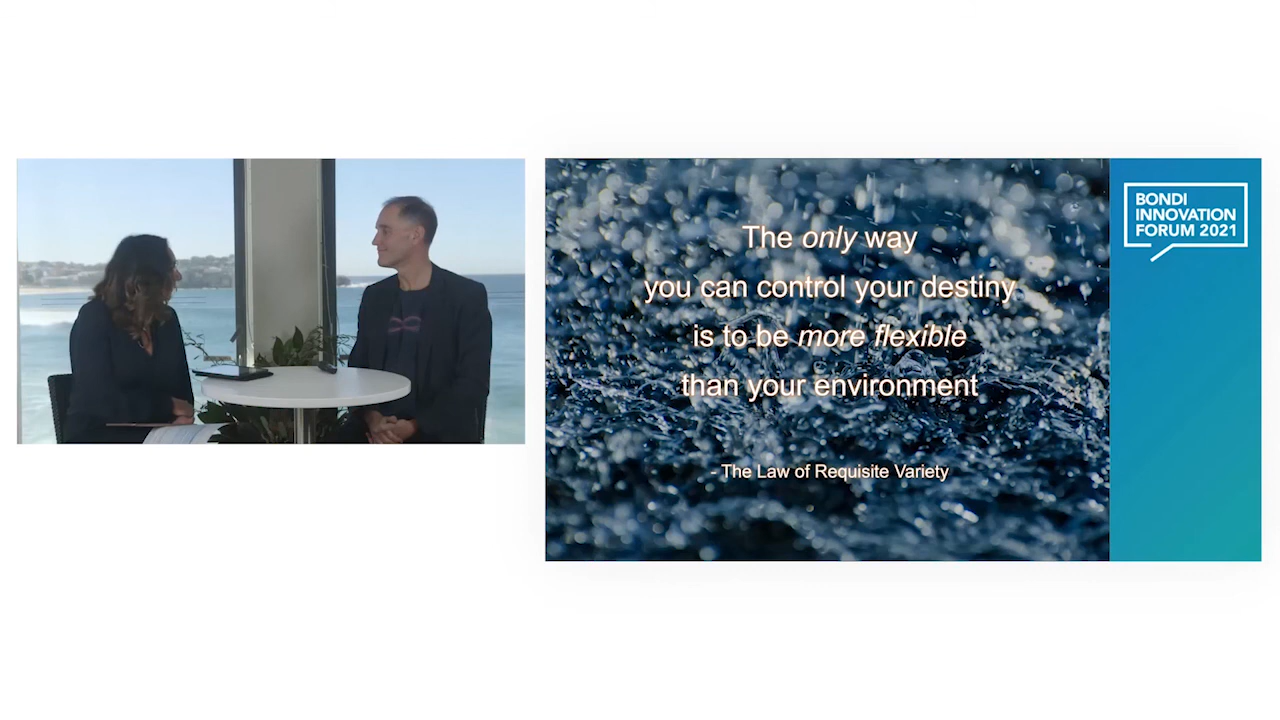 The only way
you can control your destiny
is to be more flexible
than your environment
- The Law of Requisite Variety
BONDI
INNOVATION
FORUM 2021